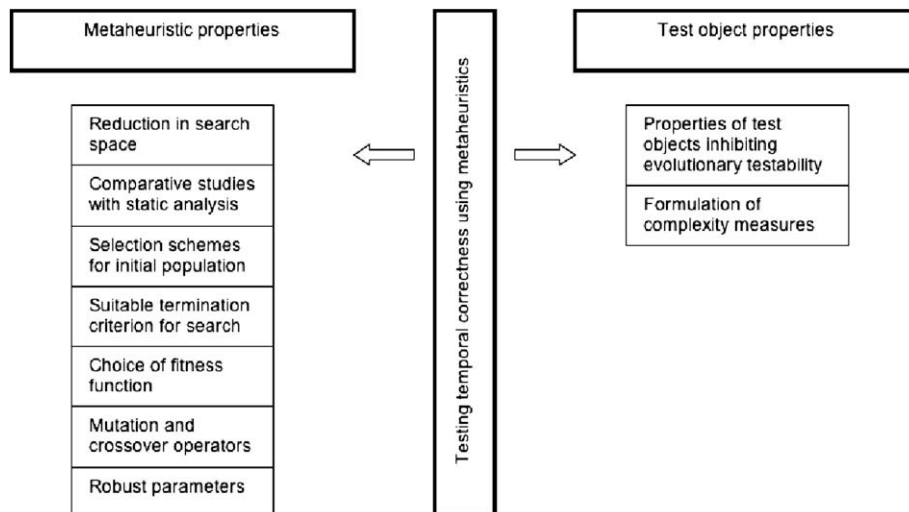 Metaheuristic properties
Reduction in search
space
Comparative studies
with static analysis
Selection schemes
for initial population
Suitable termination
criterion for search
Choice of fitness
function
Mutation and
crossover operators
Robust parameters
Testing temporal correctness using metaheuristics
Test object properties
Properties of test
objects inhibiting
evolutionary testability
Formulation of
complexity measures